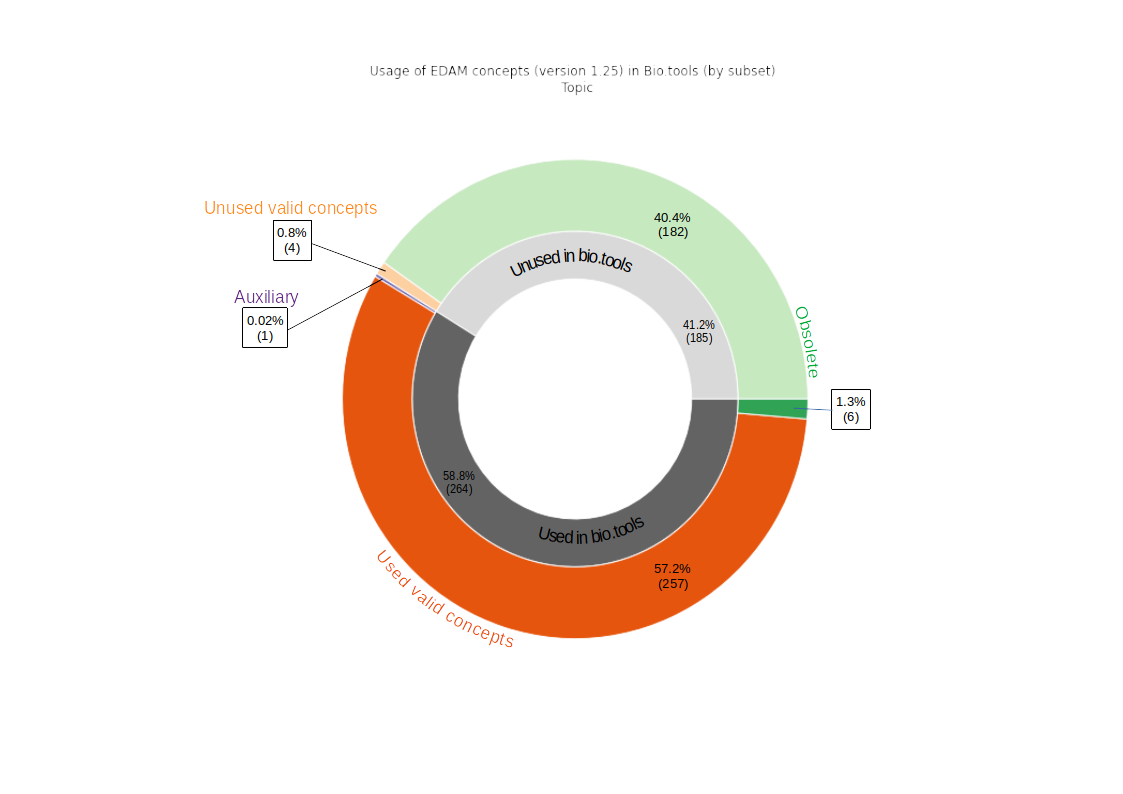 Usage of EDAM concepts (version 1.25) in Bio.tools (by subset)
Topic
Unused valid concepts
0.8%
(4)
Auxiliary
0.02%
(1)
40.4%
(182)
Unused in bio.tools
41.2%
(185)
Obsolete
1.3%
(6)
58.8%
(264)
Used in bio.tools
57.2%
(257)
Used valid concepts